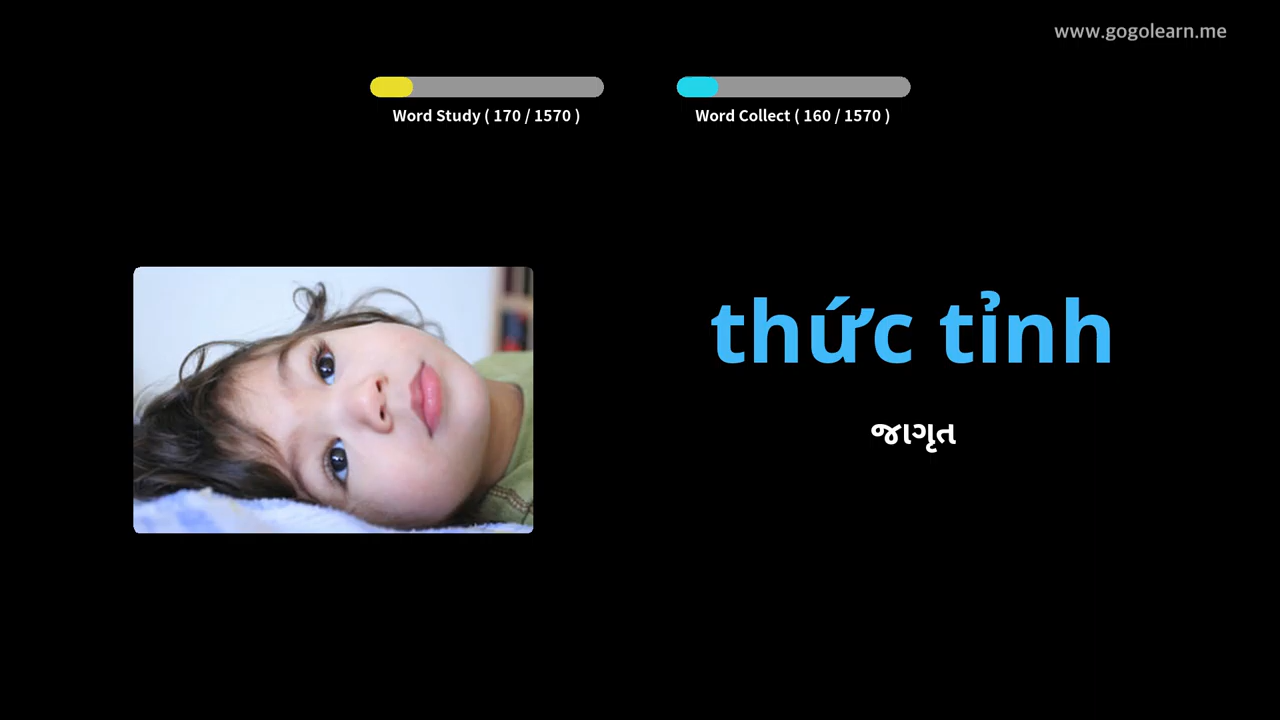 www.gogolearn.me
Word Study ( 170 / 1570 )
Word Collect ( 160 / 1570 )
thức tỉnh
જાગૃત